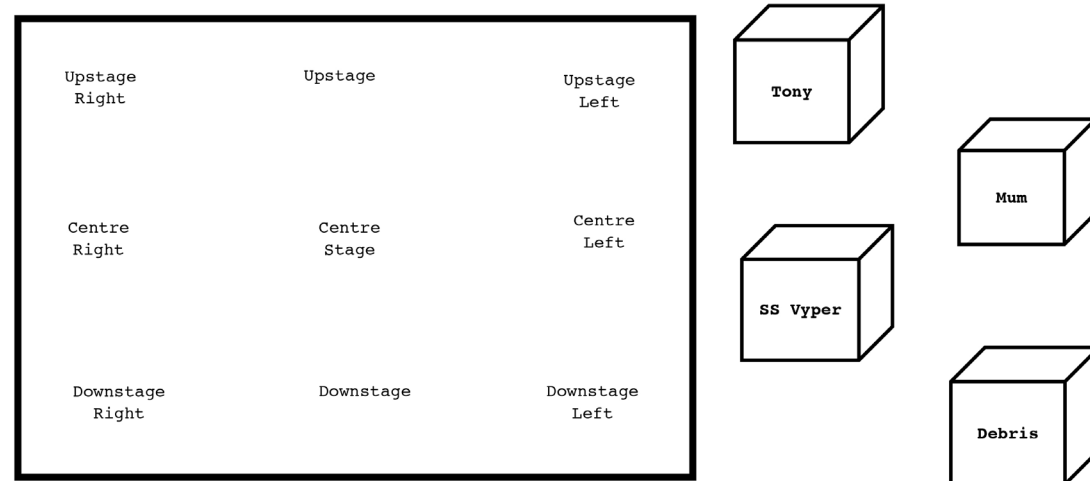 Upstage
Right
Upstage
Upstage
Left
Centre
Right
Centre
Stage
Centre
Left
Downstage
Right
Downstage
Downstage
Left
Tony
Mum
SS Vyper
Debris